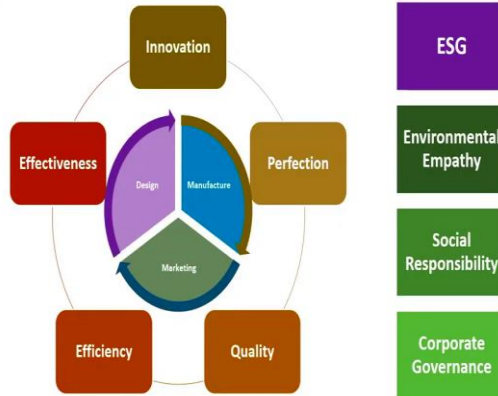 Innovation
Effectiveness
Perfection
Design
Manufacture
Marketing
Efficiency
Quality
ESG
Environmental
Empathy
Social
Responsibility
Corporate
Governance